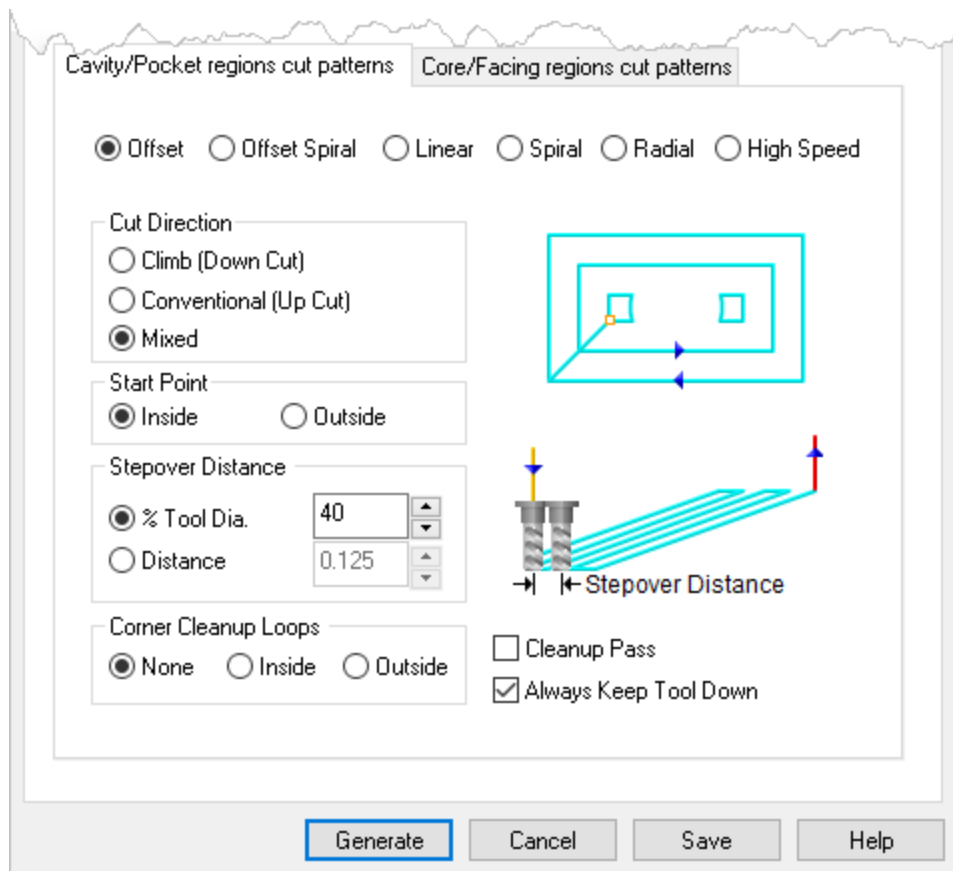 Cavity/Pocket regions cut patterns Core/Facing regions cut patterns
Offset Offset Spiral Linear Spiral Radial High Speed
Cut Direction
Climb (Down Cut)
Conventional (Up Cut)
Mixed
Start Point
Inside Outside
Stepover Distance
% Tool Dia. 40
Distance 0.125
Stepover Distance
Corner Cleanup Loops
None Inside Outside
Cleanup Pass
Always Keep Tool Down
Generate Cancel Save Help